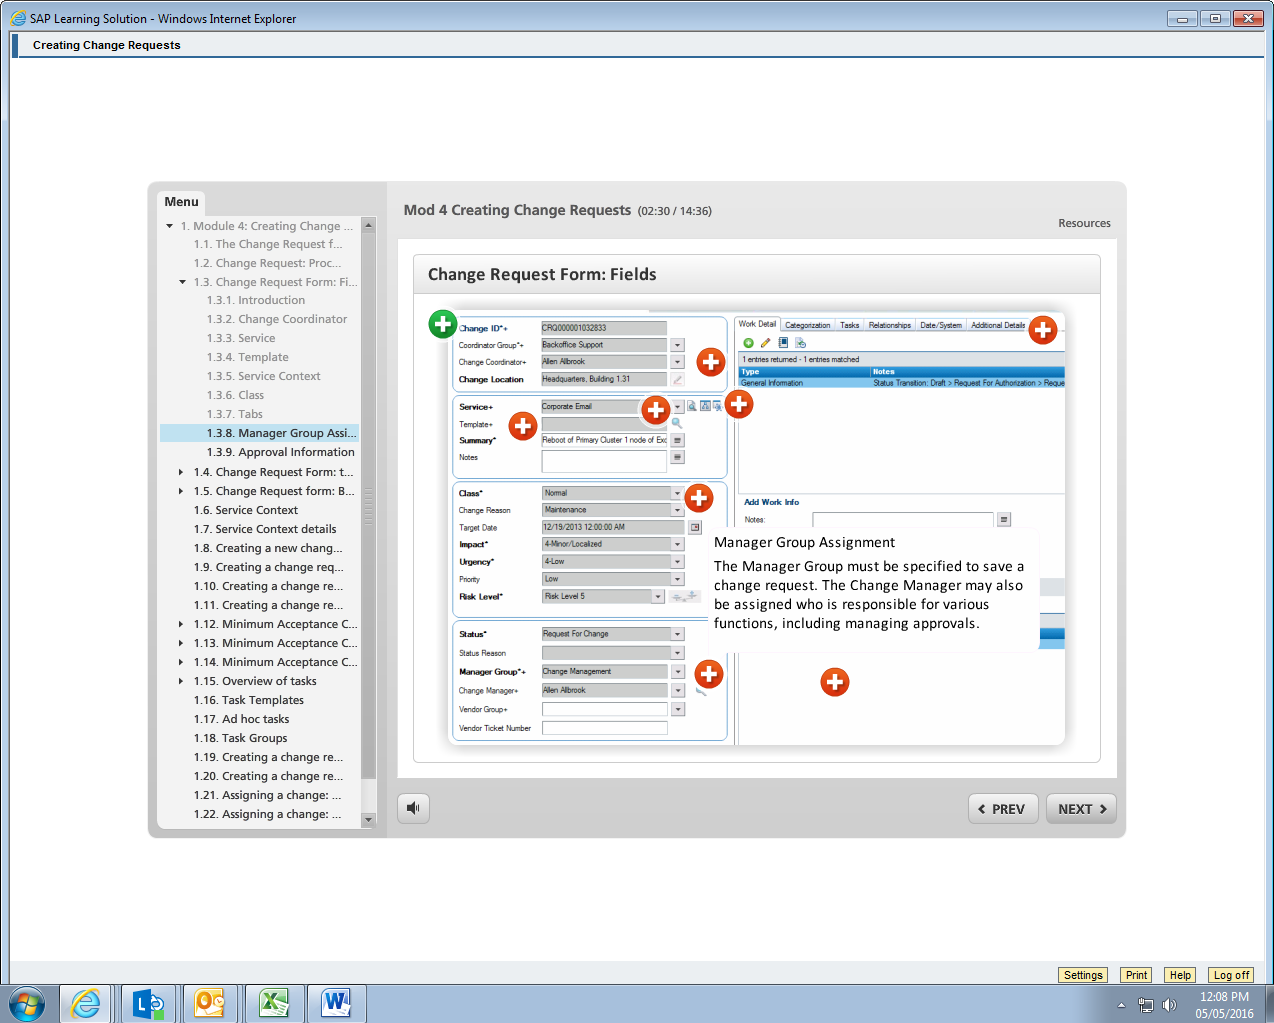 SAP Learning Solution - Windows Internet Explorer
Creating Change Requests
Menu
1. Module 4: Creating Change ...
1.1. The Change Request f...
1.2. Change Request: Proc...
1.3. Change Request Form: Fi...
1.3.1. Introduction
1.3.2. Change Coordinator
1.3.3. Service
1.3.4. Template
1.3.5. Service Context
1.3.6. Class
1.3.7. Tabs
1.3.8. Manager Group Assi...
1.3.9. Approval Information
1.4. Change Request Form: t...
1.5. Change Request form: B...
1.6. Service Context
1.7. Service Context details
1.8. Creating a new chang...
1.9. Creating a change req...
1.10. Creating a change re...
1.11. Creating a change re...
1.12. Minimum Acceptance C...
1.13. Minimum Acceptance C...
1.14. Minimum Acceptance C...
1.15. Overview of tasks
1.16. Task Templates
1.17. Ad hoc tasks
1.18. Task Groups
1.19. Creating a change re...
1.20. Creating a change re...
1.21. Assigning a change: ...
1.22. Assigning a change: ...
Mod 4 Creating Change Requests (02:30 / 14:36)
Resources
Change Request Form: Fields
Change ID*+ CRQ000001032833
Coordinator Group*+ Backoffice Support
Change Coordinator+ Allen Allbrook
Change Location Headquarters, Building 1.31
Service+ Corporate Email
Template+
Summary* Reboot of Primary Cluster 1 node of Exc
Notes
Class* Normal
Change Reason Maintenance
Target Date 12/19/2013 12:00:00 AM
Impact* 4-Minor/Localized
Urgency* 4-Low
Priority Low
Risk Level* Risk Level 5
Status* Request For Change
Status Reason
Manager Group*+ Change Management
Change Manager+ Allen Allbrook
Vendor Group+
Vendor Ticket Number
Work Detail Categorization Tasks Relationships Date/System Additional Details
1 entries returned - 1 entries matched
Type Notes
General Information Status Transition: Draft > Request For Authorization > Reque
Add Work Info
Notes:
Manager Group Assignment
The Manager Group must be specified to save a
change request. The Change Manager may also
be assigned who is responsible for various
functions, including managing approvals.
PREV NEXT
Settings Print Help Log off
12:08 PM
05/05/2016